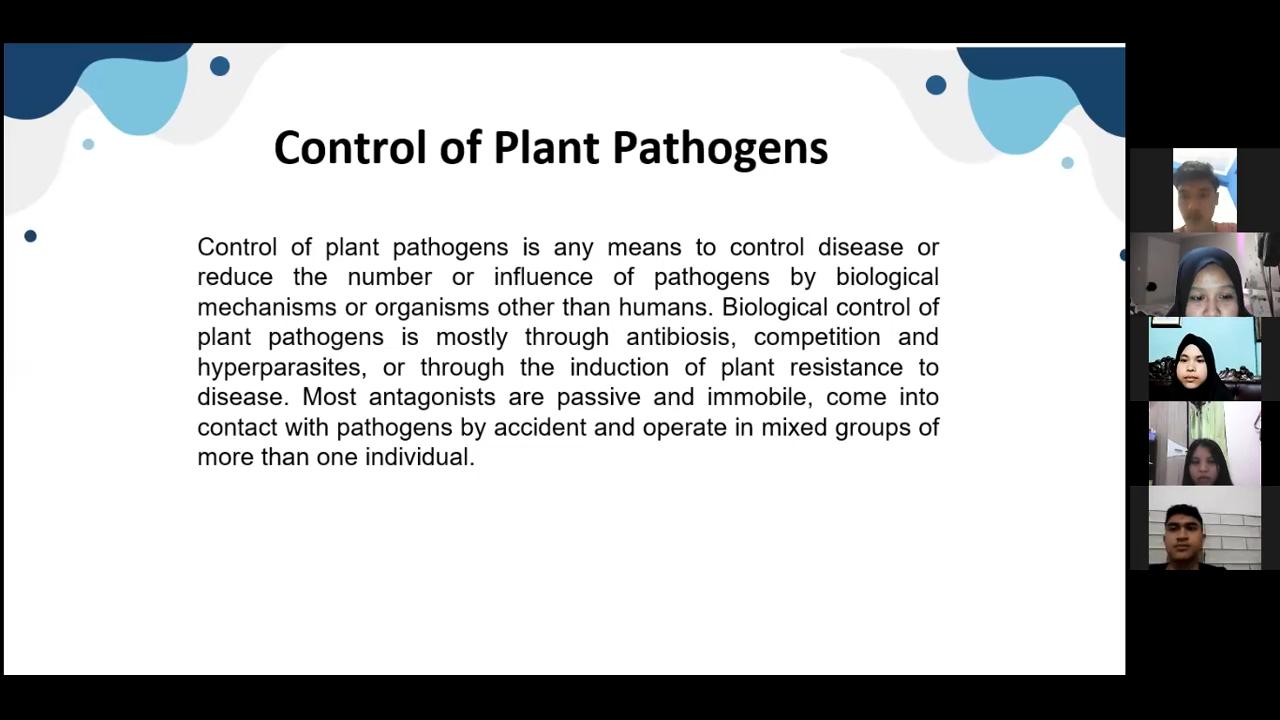 Control of Plant Pathogens
Control of plant pathogens is any means to control disease or
reduce the number or influence of pathogens by biological
mechanisms or organisms other than humans. Biological control of
plant pathogens is mostly through antibiosis, competition and
hyperparasites, or through the induction of plant resistance to
disease. Most antagonists are passive and immobile, come into
contact with pathogens by accident and operate in mixed groups of
more than one individual.